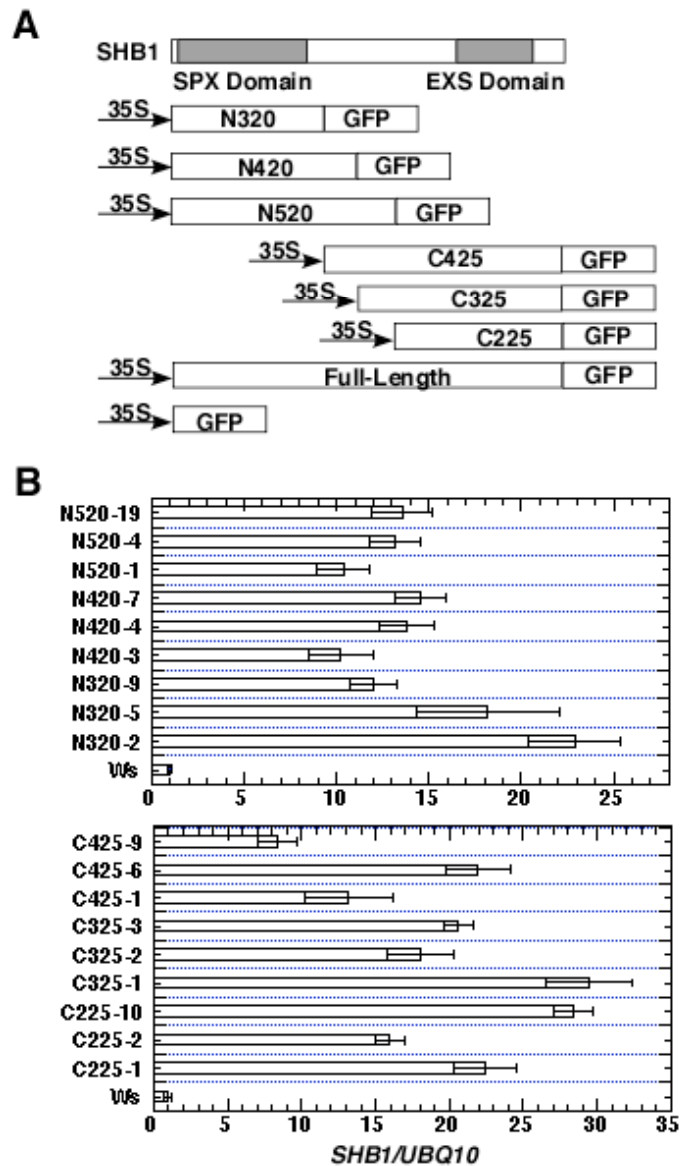 A
SHB1
SPX Domain EXS Domain
35S N320 GFP
35S N420 GFP
35S N520 GFP
35S C425 GFP
35S C325 GFP
35S C225 GFP
35S Full-Length GFP
35S GFP
B
N520-19
N520-4
N520-1
N420-7
N420-4
N420-3
N320-9
N320-5
N320-2
Ws
0 5 10 15 20 25
C425-9
C425-6
C425-1
C325-3
C325-2
C325-1
C225-10
C225-2
C225-1
Ws
0 5 10 15 20 25 30 35
SHB1/UBQ10